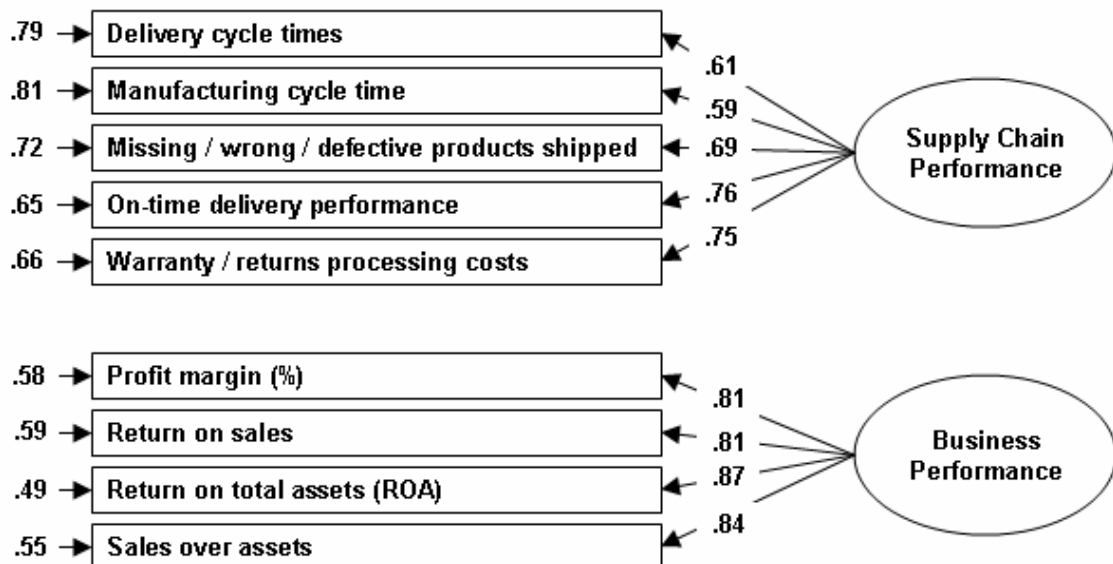 .79 Delivery cycle times
.61
.81 Manufacturing cycle time
.59
.72 Missing / wrong / defective products shipped
.69
.65 On-time delivery performance
.76
.66 Warranty / returns processing costs
.75
Supply Chain
Performance
.58 Profit margin (%)
.81
.59 Return on sales
.81
.49 Return on total assets (ROA)
.87
.55 Sales over assets
.84
Business
Performance